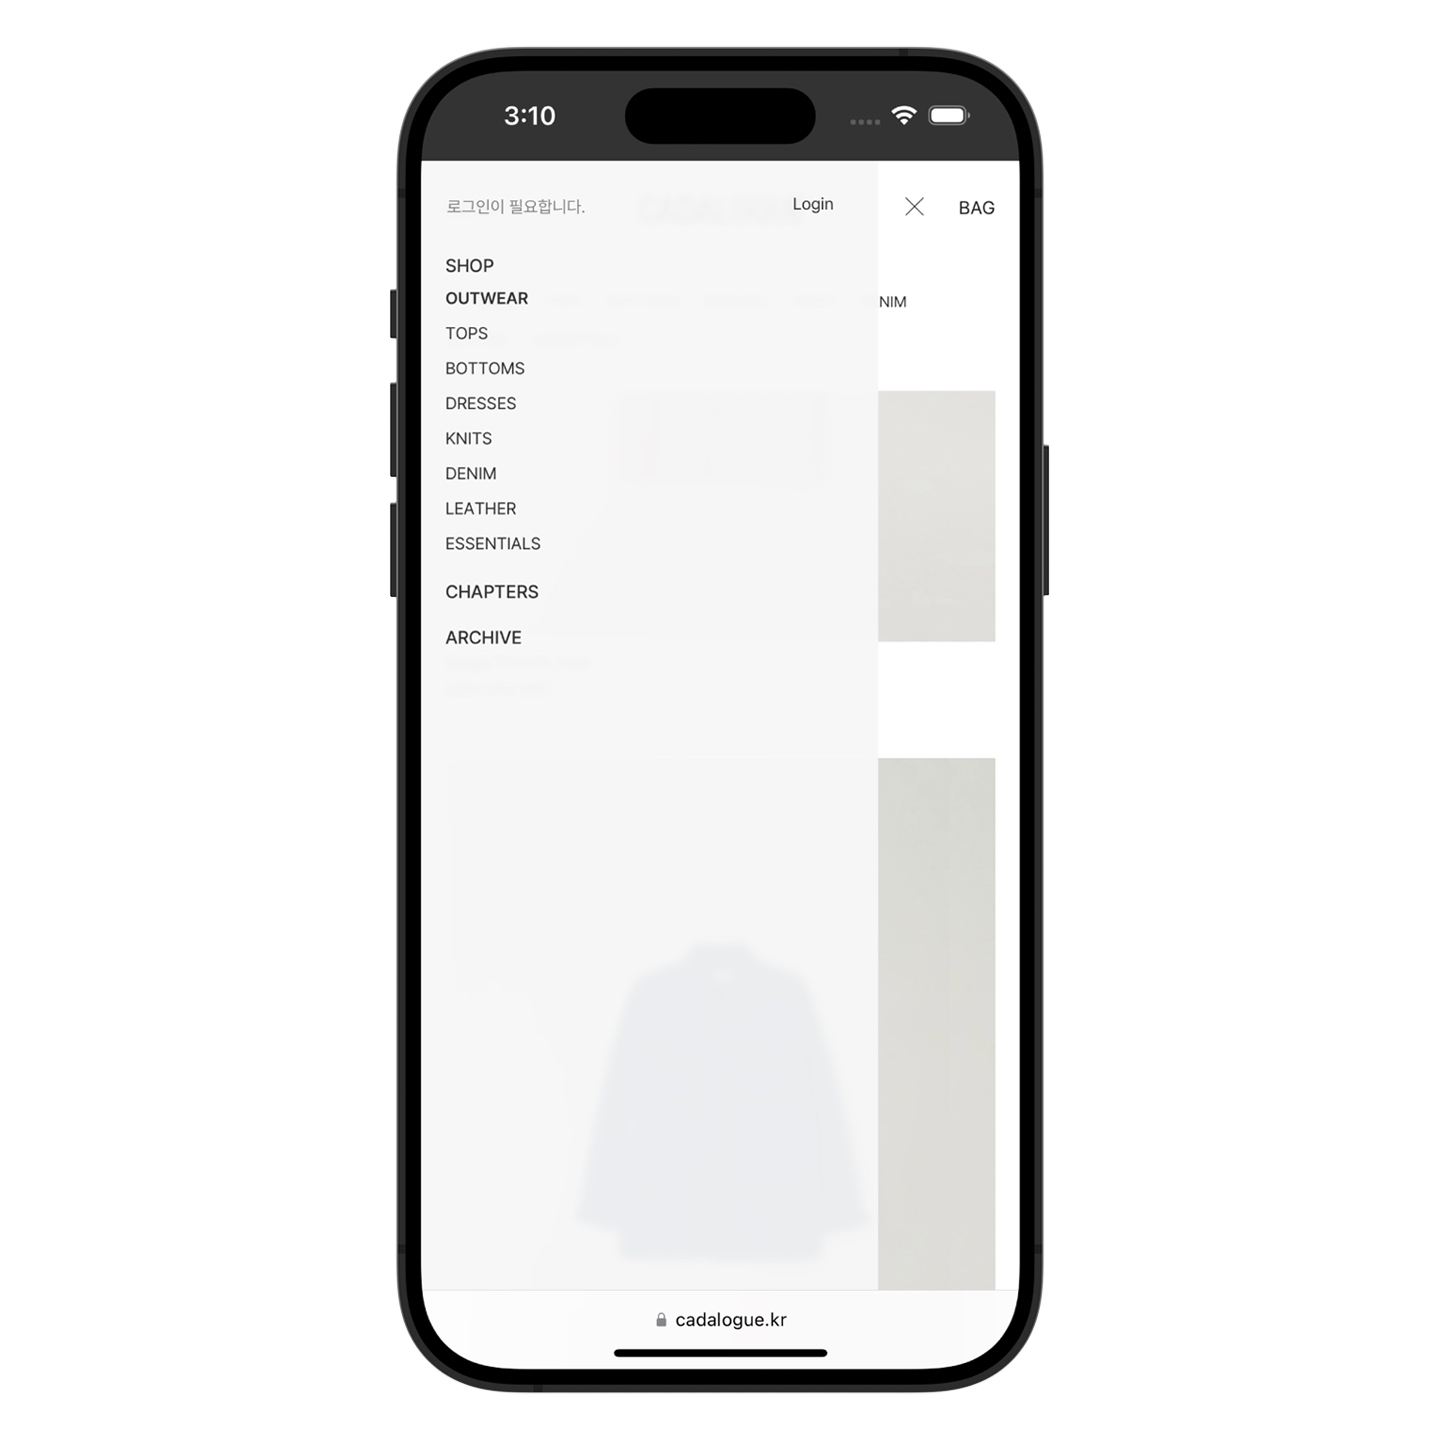 3:10
로그인이 필요합니다.
Login
BAG
SHOP
OUTWEAR
NIM
TOPS
BOTTOMS
DRESSES
KNITS
DENIM
LEATHER
ESSENTIALS
CHAPTERS
ARCHIVE
cadalogue.kr